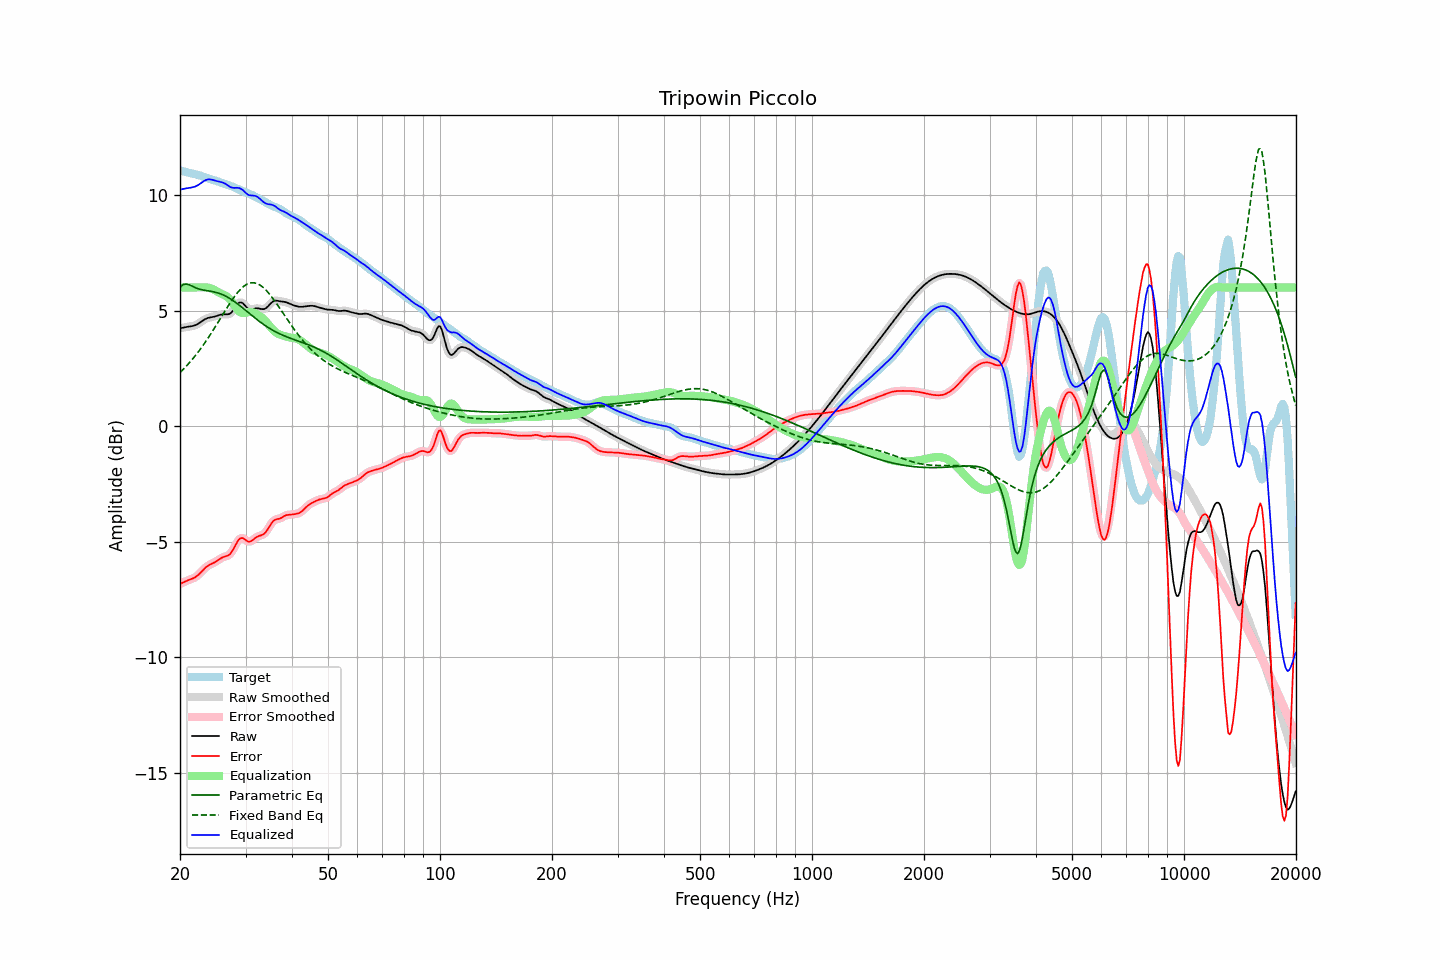 Tripowin Piccolo
Amplitude (dBr)
10
5
0
−5
−10
−15
Target
Raw Smoothed
Error Smoothed
Raw
Error
Equalization
Parametric Eq
Fixed Band Eq
Equalized
20 50 100 200 500 1000 2000 5000 10000 20000
Frequency (Hz)